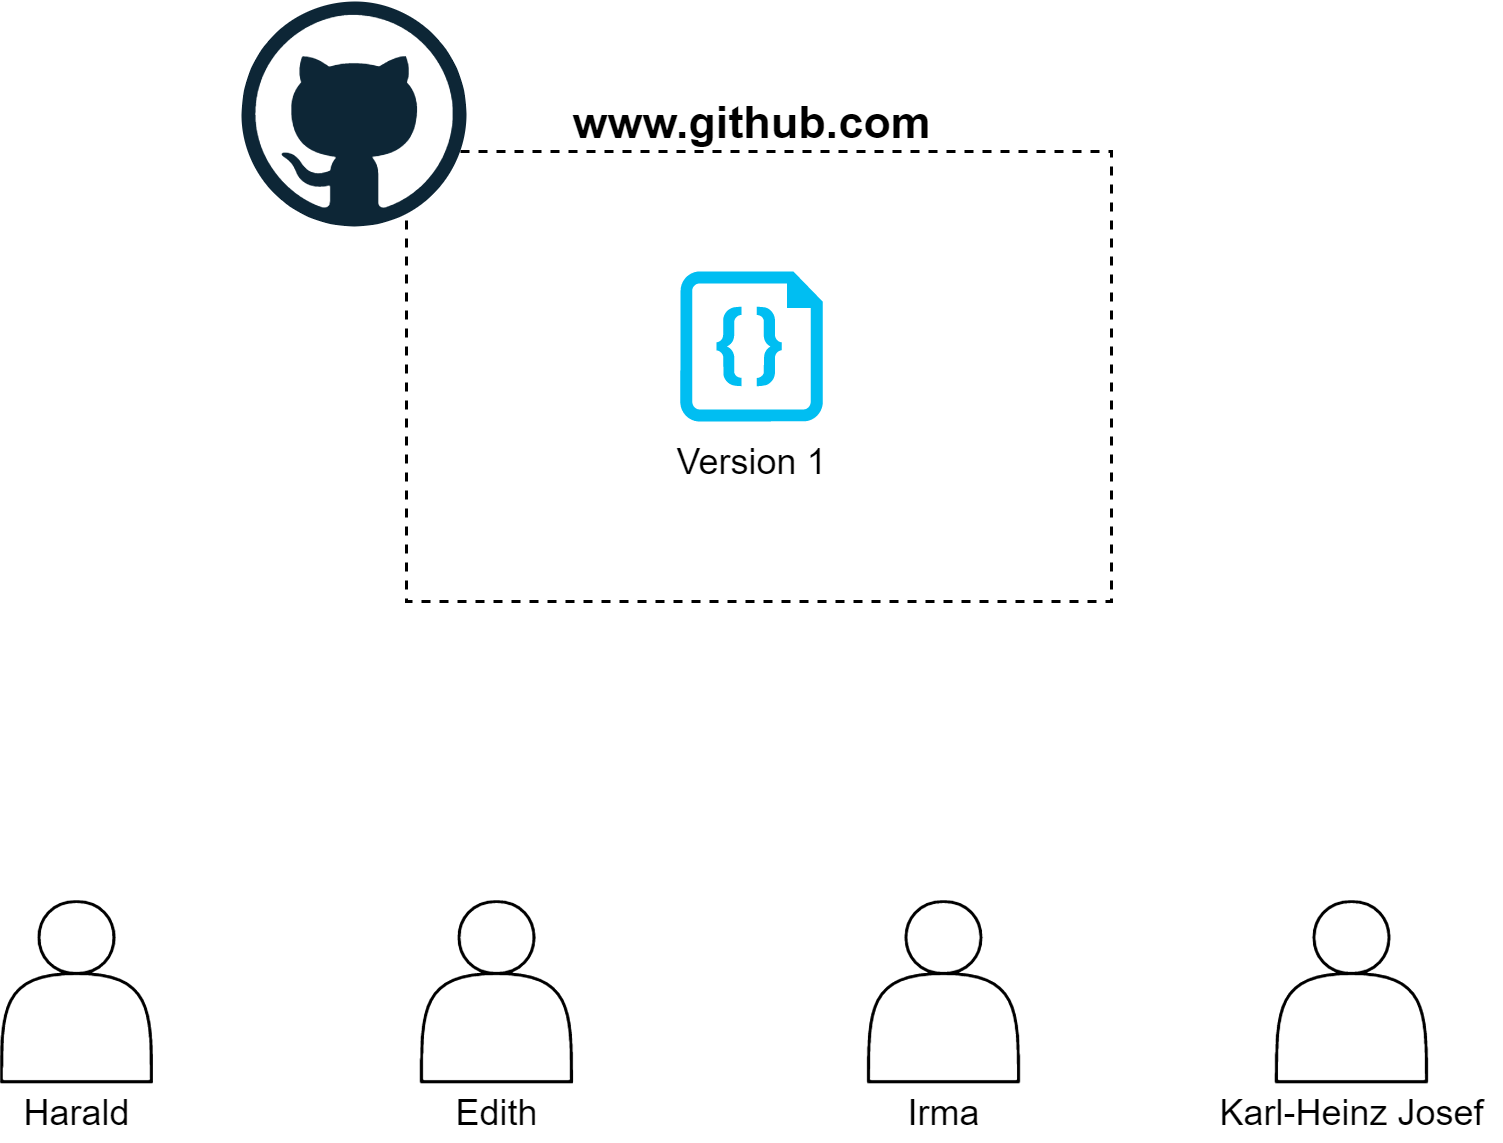 www.github.com
{ }
Version 1
Harald
Edith
Irma
Karl-Heinz Josef